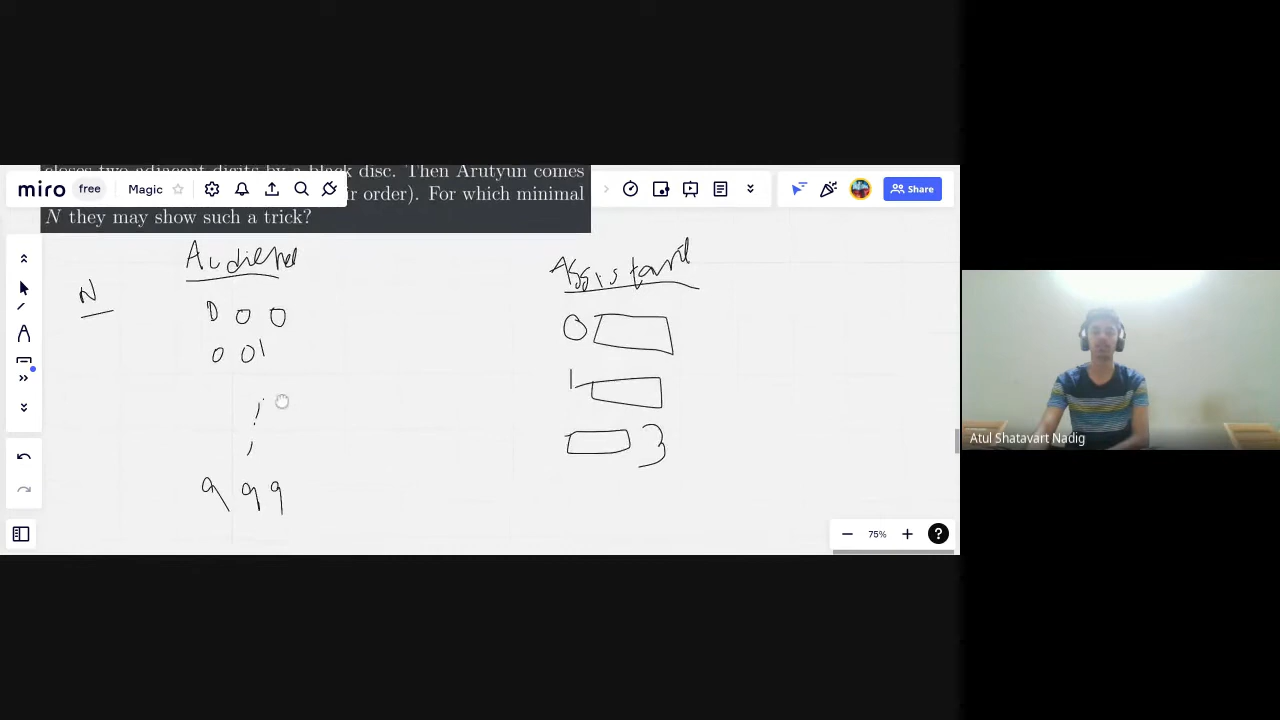 closes two adjacent digits by a black disc. Then Arutyun comes
miro free Magic
ir order). For which minimal
N they may show such a trick?
Share
Audience
Assistant
N
0 0 0
0
0 0 1
1
3
9 9 9
Atul Shatavart Nadig
75%